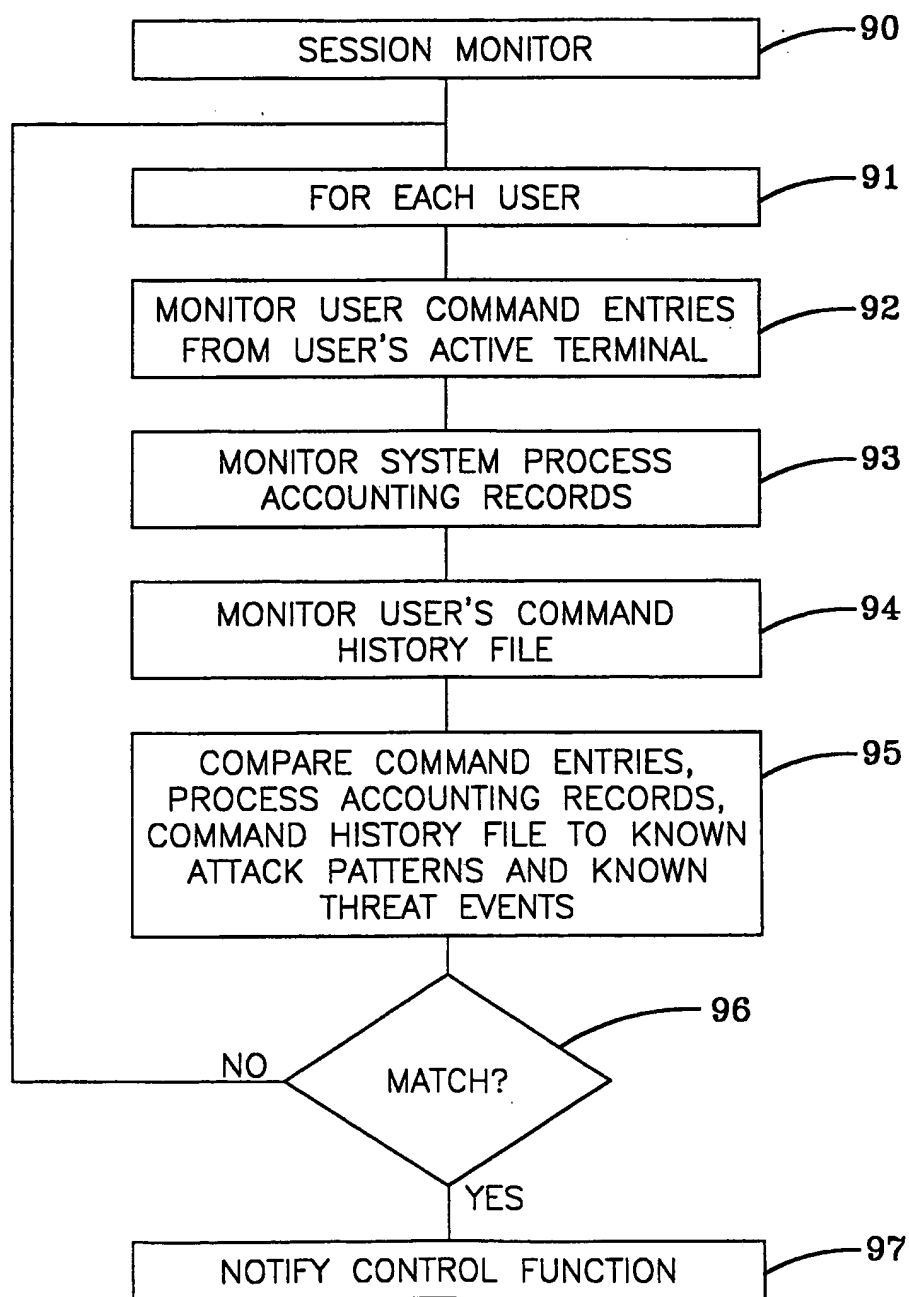 SESSION MONITOR
90
FOR EACH USER
91
MONITOR USER COMMAND ENTRIES
FROM USER'S ACTIVE TERMINAL
92
MONITOR SYSTEM PROCESS
ACCOUNTING RECORDS
93
MONITOR USER'S COMMAND
HISTORY FILE
94
COMPARE COMMAND ENTRIES,
PROCESS ACCOUNTING RECORDS,
COMMAND HISTORY FILE TO KNOWN
ATTACK PATTERNS AND KNOWN
THREAT EVENTS
95
MATCH?
96
NO
YES
NOTIFY CONTROL FUNCTION
97